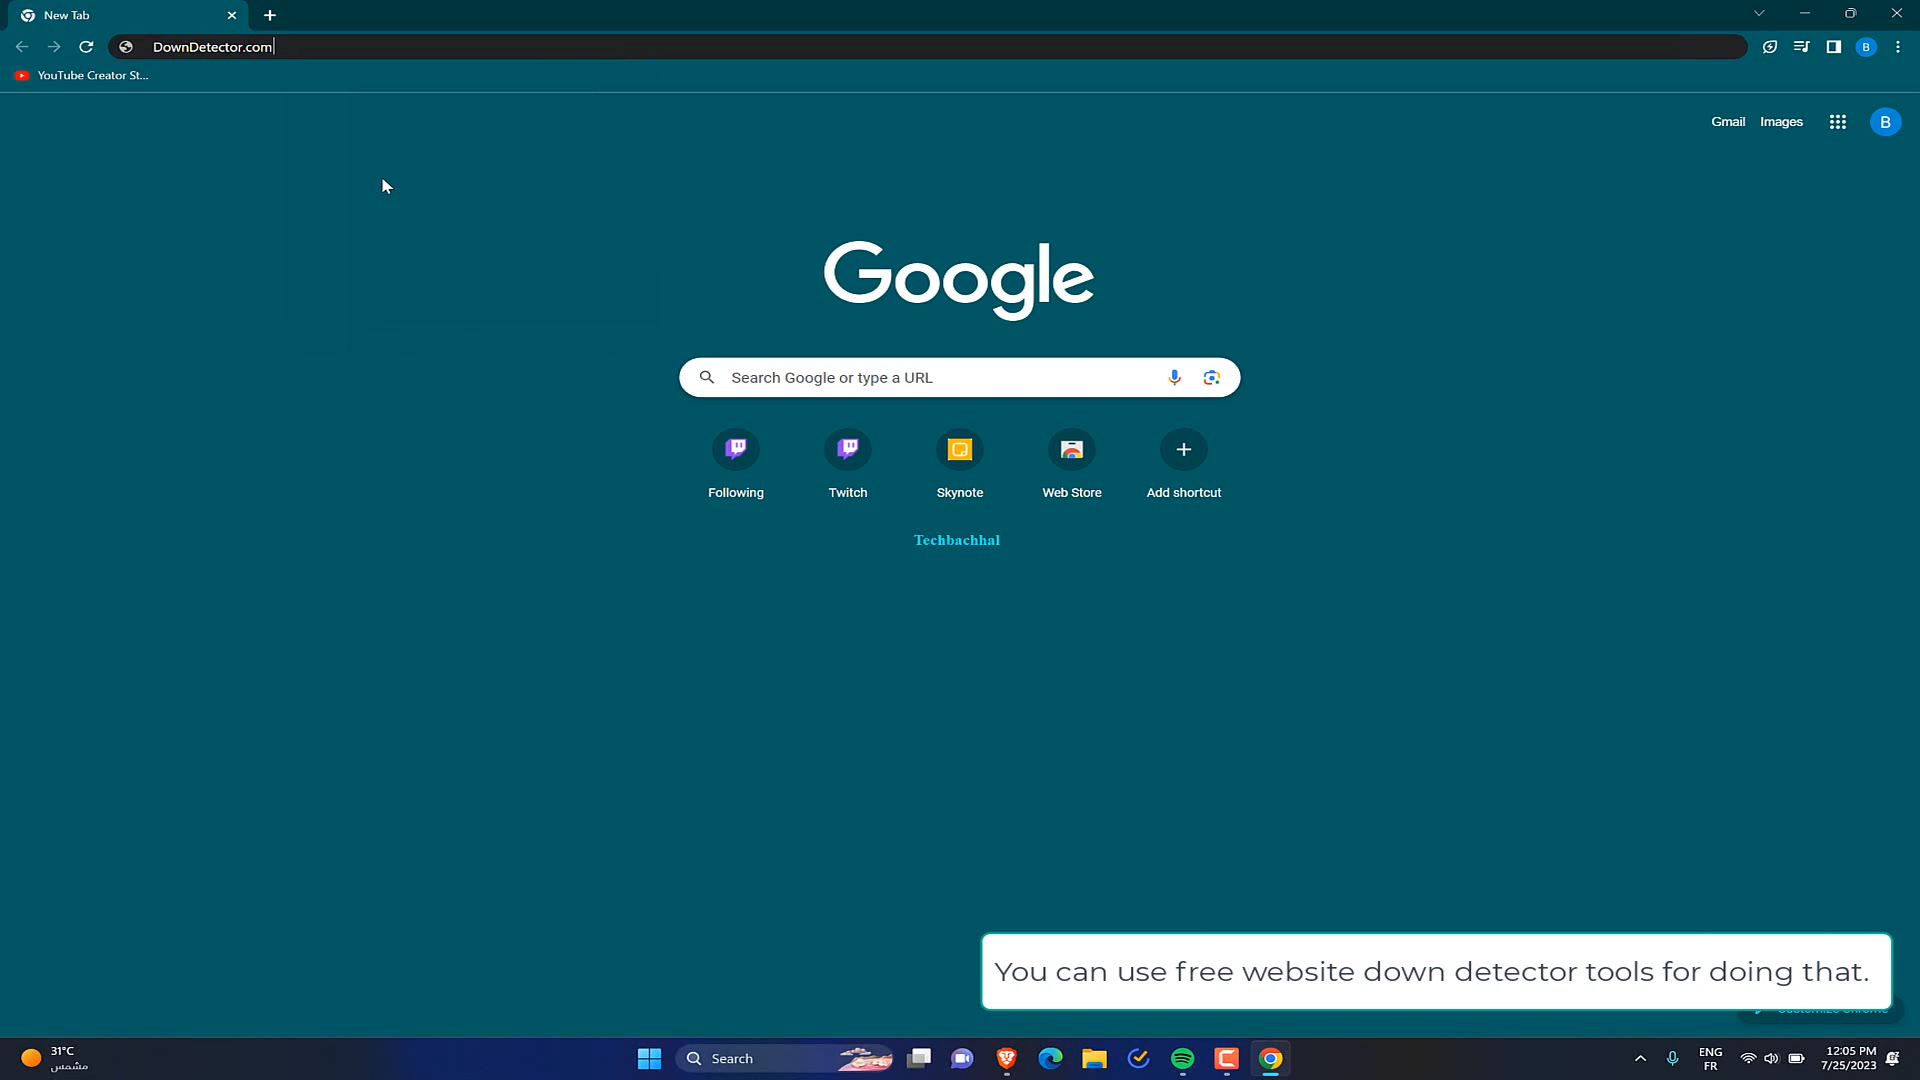 New Tab
DownDetector.com
YouTube Creator St...
Gmail Images
B
B
Google
Search Google or type a URL
Following
Twitch
Skynote
Web Store
Add shortcut
Techbachhal
You can use free website down detector tools for doing that.
Customize Chrome
31°C
مشمس
Search
ENG
FR
12:05 PM
7/25/2023